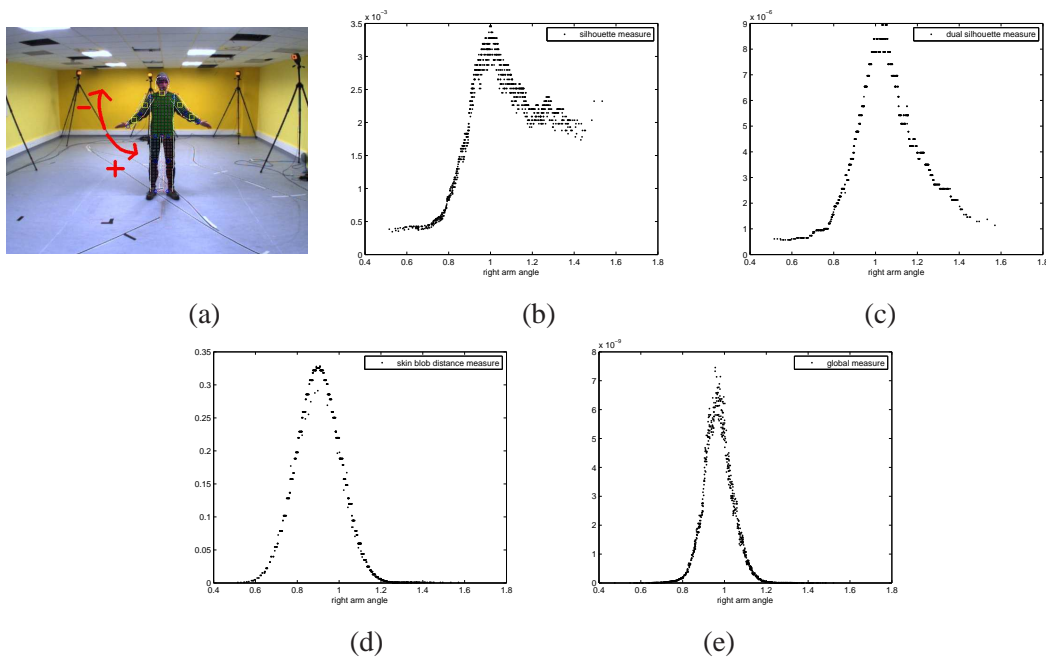 x 10⁻³
3.5
silhouette measure
3
2.5
2
1.5
1
0.5
0
0.4 0.6 0.8 1 1.2 1.4 1.6 1.8
right arm angle
x 10⁻⁶
9
dual silhouette measure
8
7
6
5
4
3
2
1
0
0.4 0.6 0.8 1 1.2 1.4 1.6 1.8
right arm angle
−
+
(a) (b) (c)
0.35
skin blob distance measure
0.3
0.25
0.2
0.15
0.1
0.05
0
0.4 0.6 0.8 1 1.2 1.4 1.6 1.8
right arm angle
x 10⁻⁹
8
global measure
7
6
5
4
3
2
1
0
0.4 0.6 0.8 1 1.2 1.4 1.6 1.8
right arm angle
(d) (e)